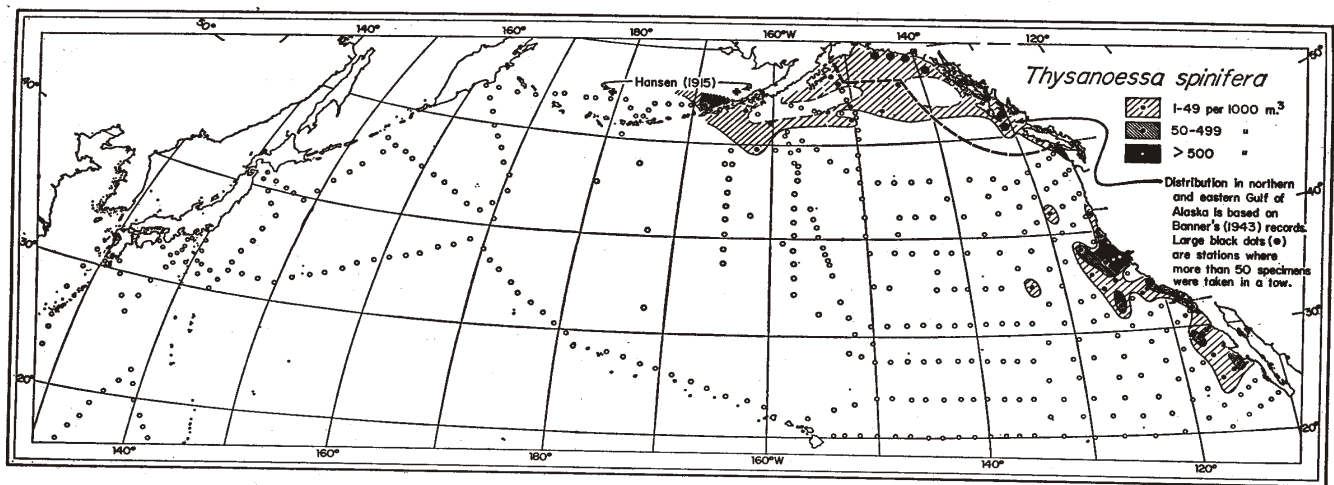 50°
140°
160°
180°
160°W
140°
120°
50°
40°
Hansen (1915)
Thysanoessa spinifera
1-49 per 1000 m.³
50-499 "
> 500 "
Distribution in northern
and eastern Gulf of
Alaska is based on
Banner's (1943) records.
Large black dots (•)
are stations where
more than 50 specimens
were taken in a tow.
40°
30°
30°
20°
20°
140°
160°
180°
160°W
140°
120°